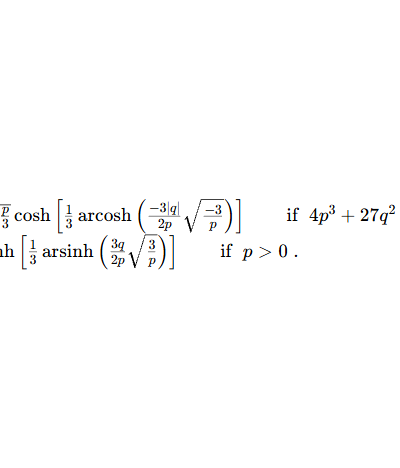 p/3 cosh [1/3 arcosh (−3|q|/2p √(−3/p))] if 4p³ + 27q²
[1/3 arsinh (3q/2p √(3/p))] if p > 0 .